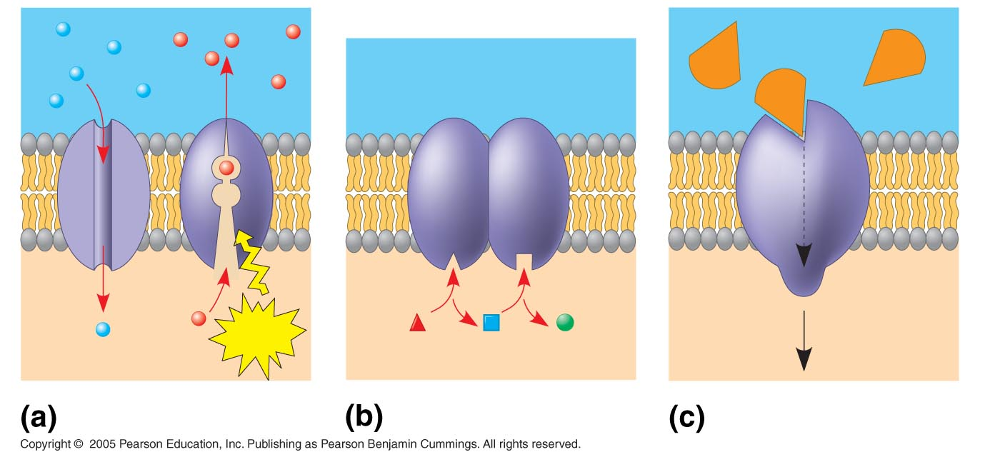 (a)
(b)
(c)
Copyright © 2005 Pearson Education, Inc. Publishing as Pearson Benjamin Cummings. All rights reserved.